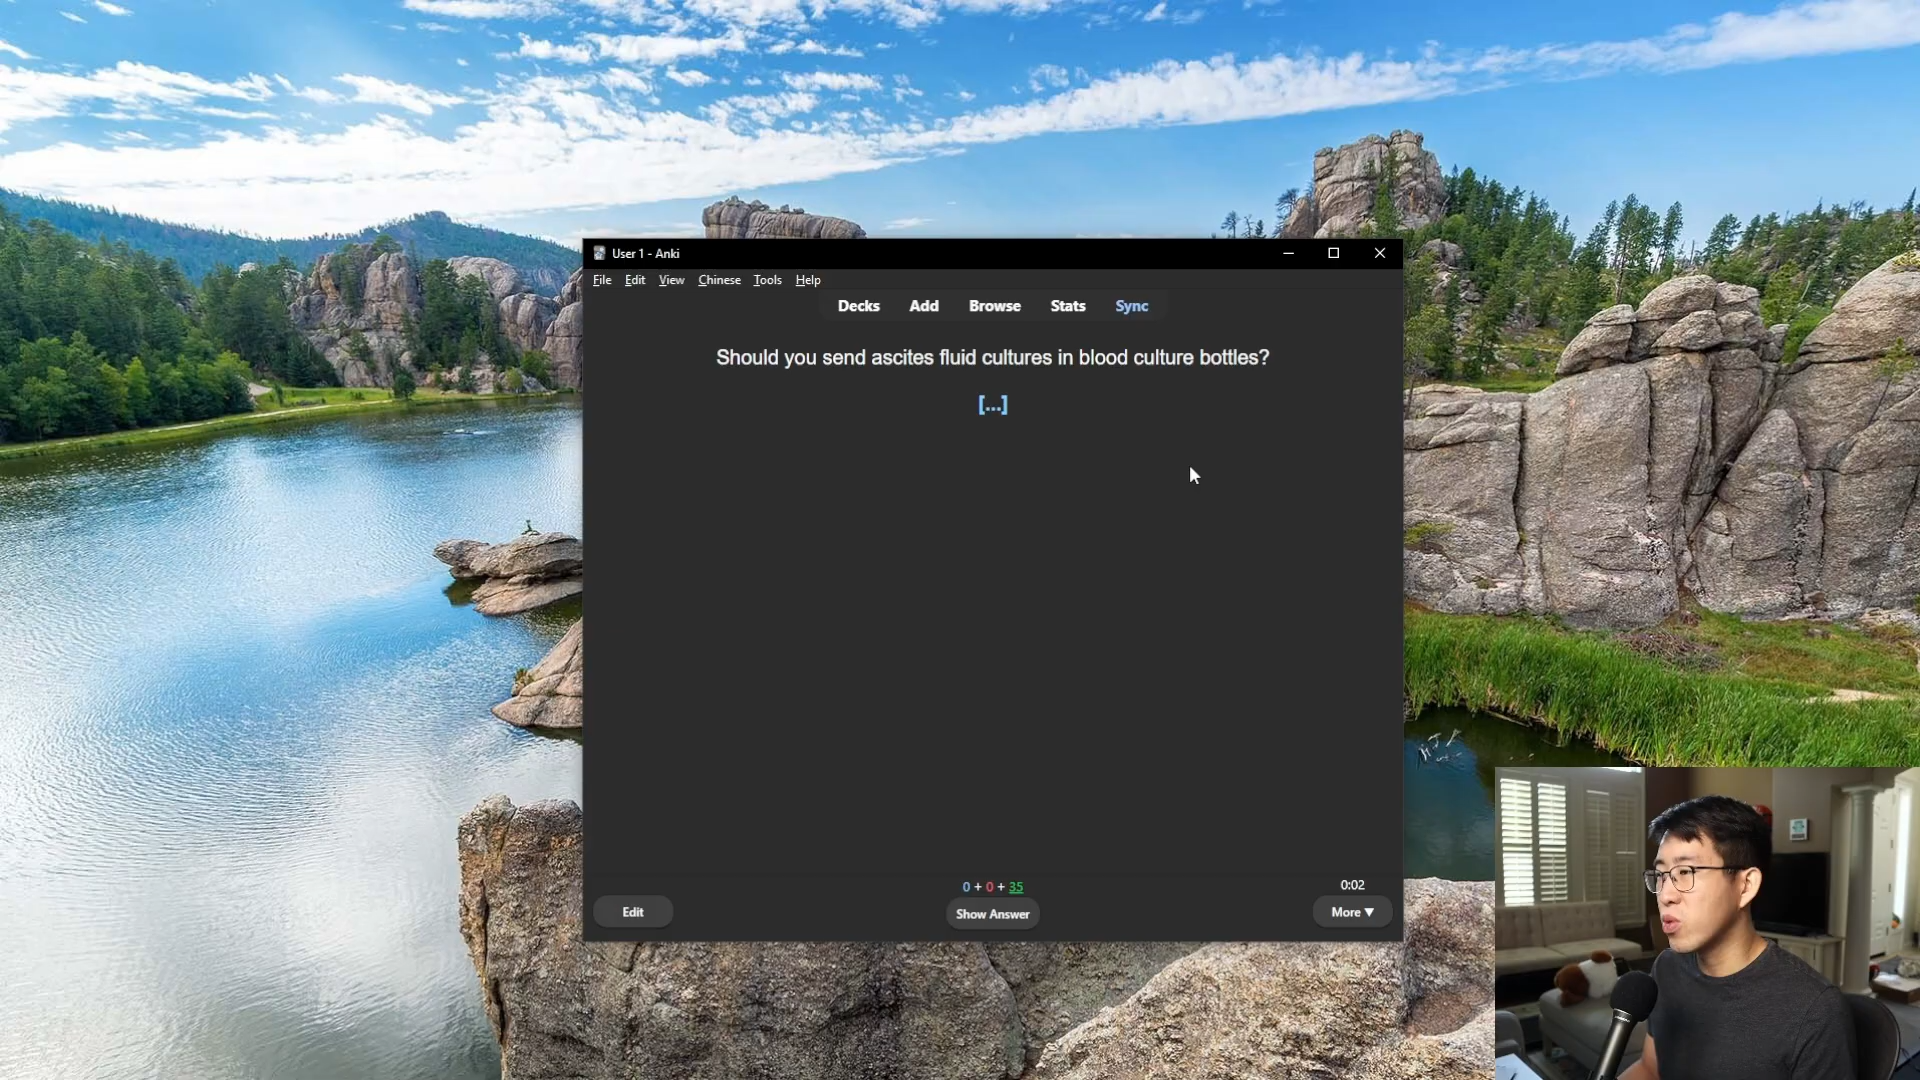 User 1 - Anki
File Edit View Chinese Tools Help
Decks Add Browse Stats Sync
Should you send ascites fluid cultures in blood culture bottles?
[...]
0 + 0 + 35
0:02
Edit
Show Answer
More ▼